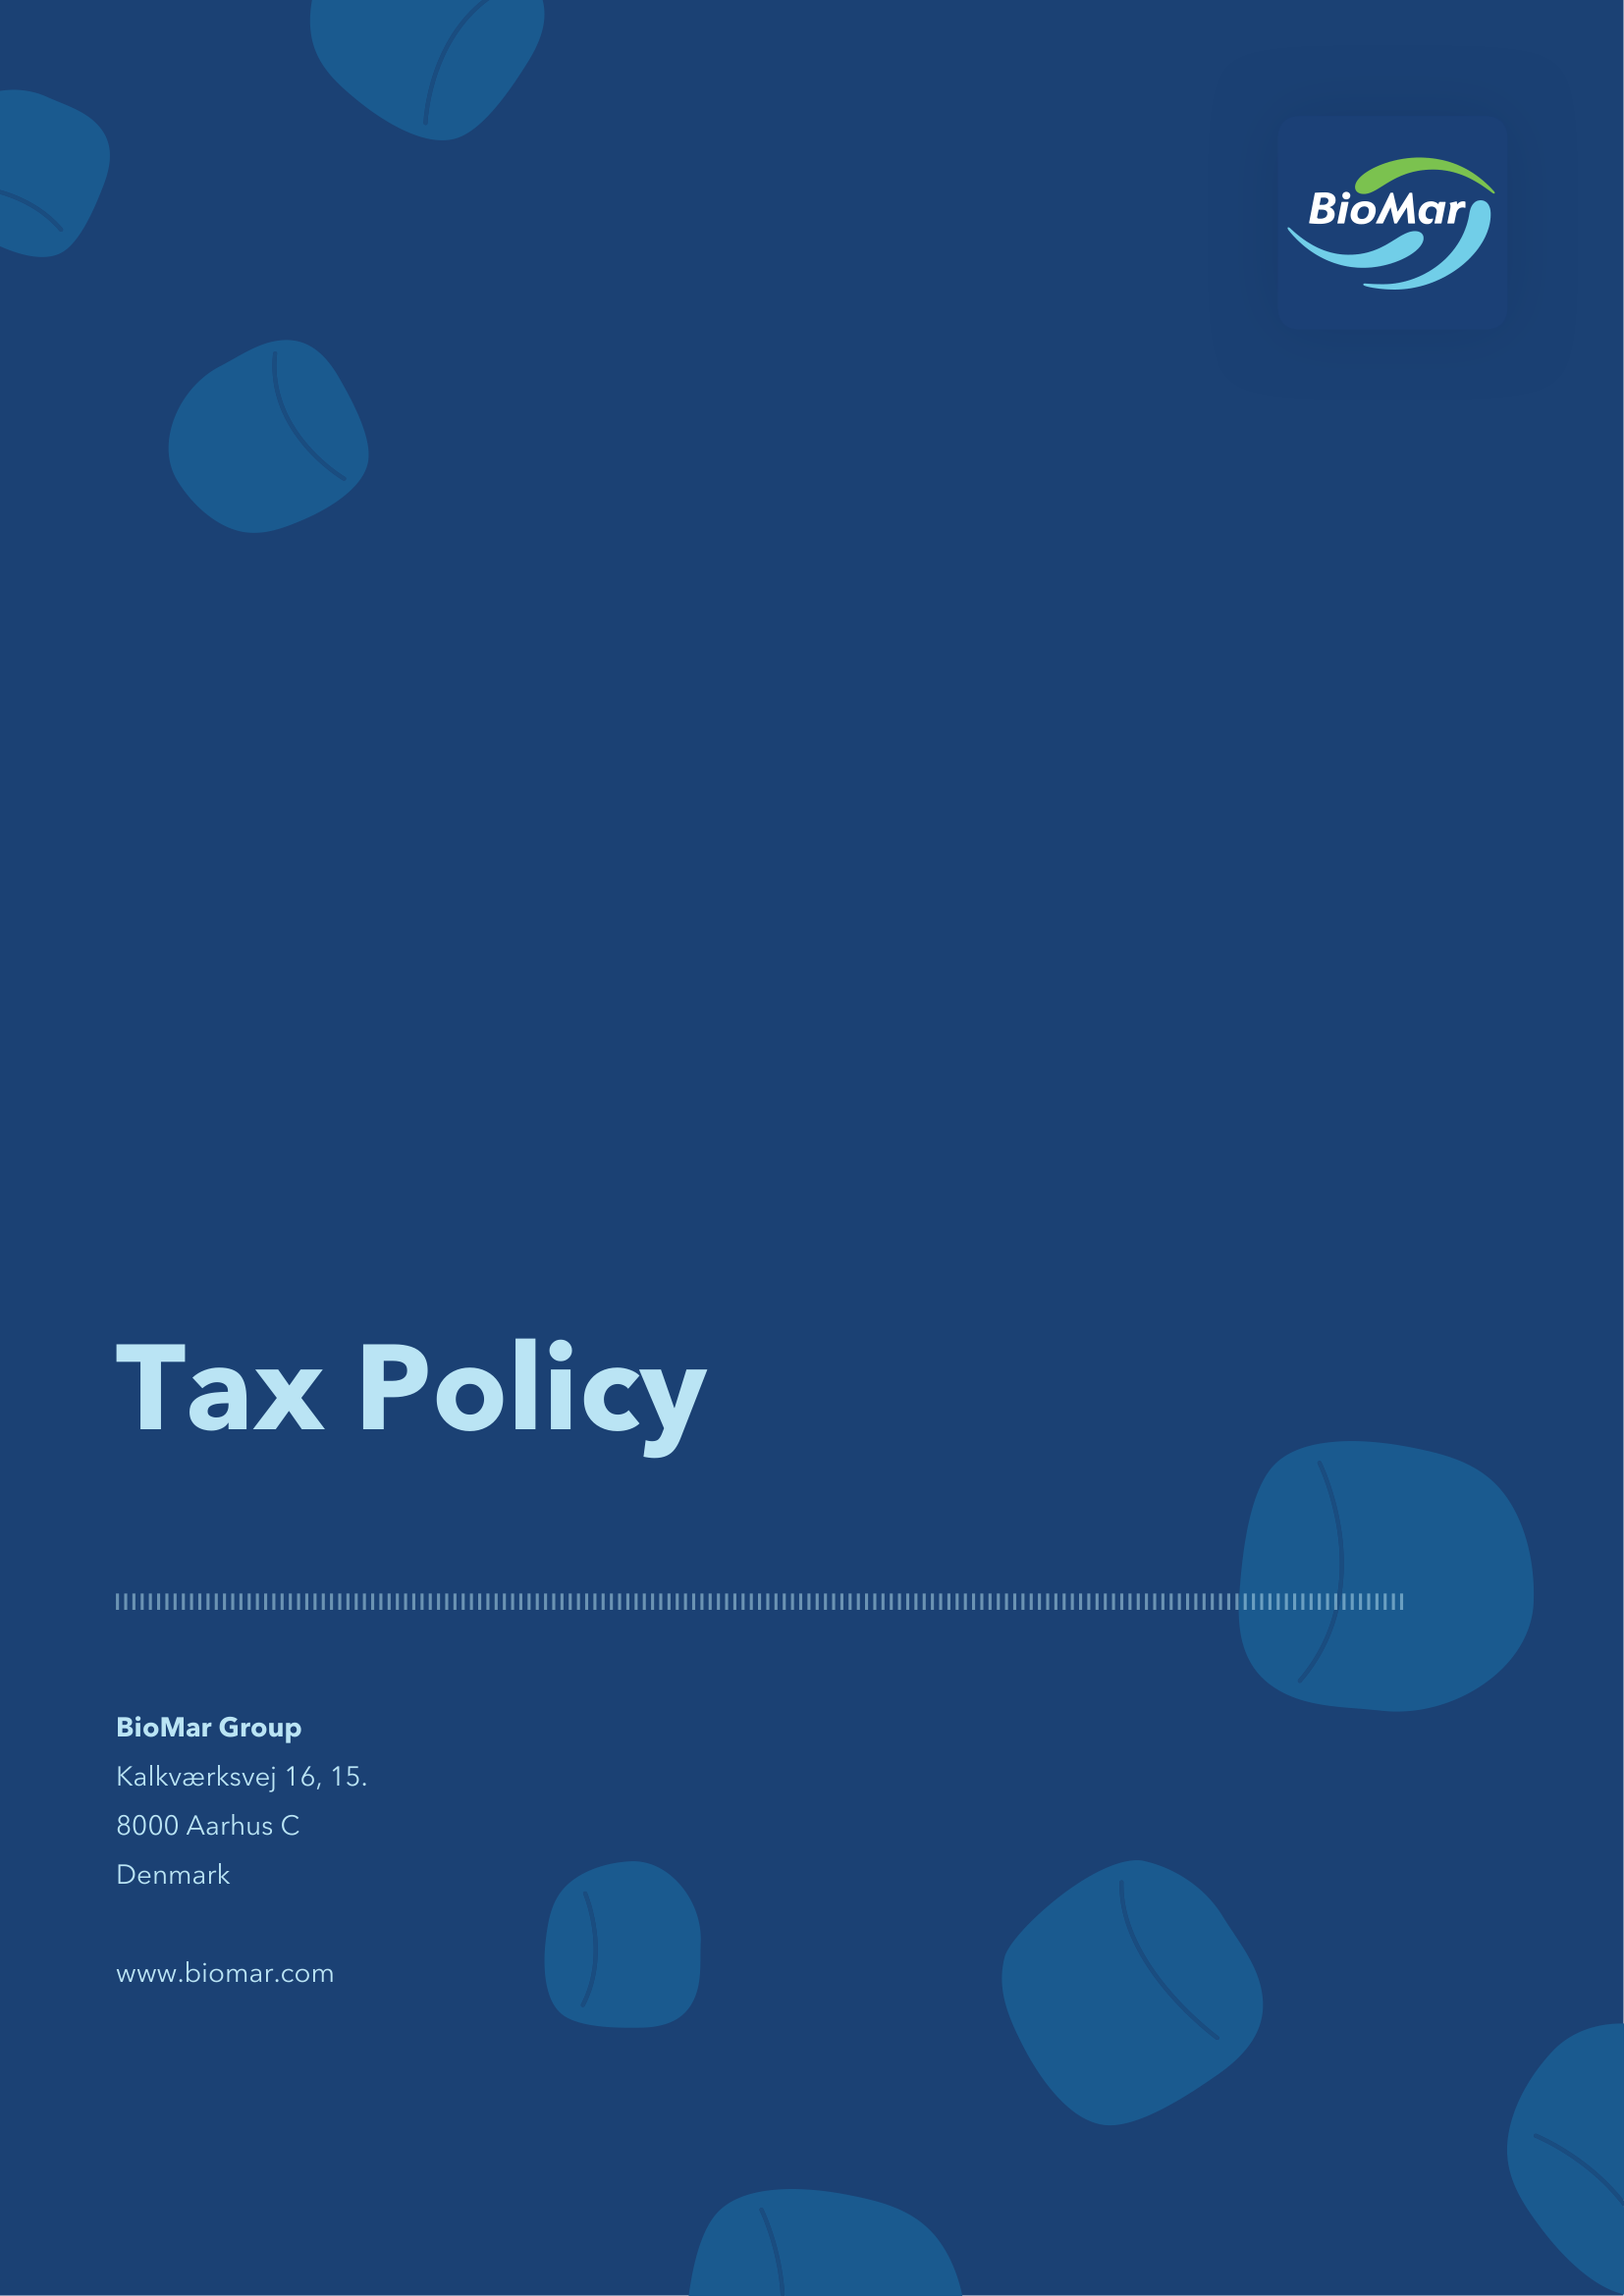 BioMar
Tax Policy
BioMar Group
Kalkværksvej 16, 15.
8000 Aarhus C
Denmark
www.biomar.com